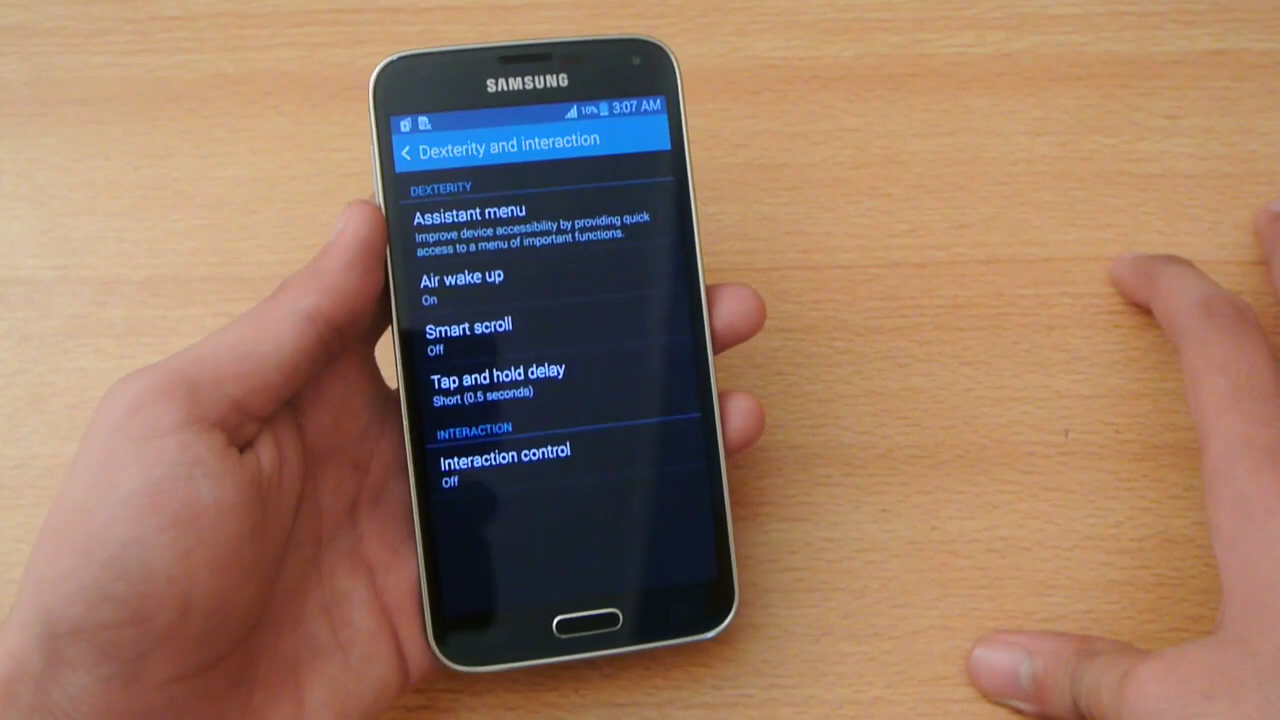 SAMSUNG
10% 3:07 AM
Dexterity and interaction
DEXTERITY
Assistant menu
Improve device accessibility by providing quick
access to a menu of important functions.
Air wake up
On
Smart scroll
Off
Tap and hold delay
Short (0.5 seconds)
INTERACTION
Interaction control
Off